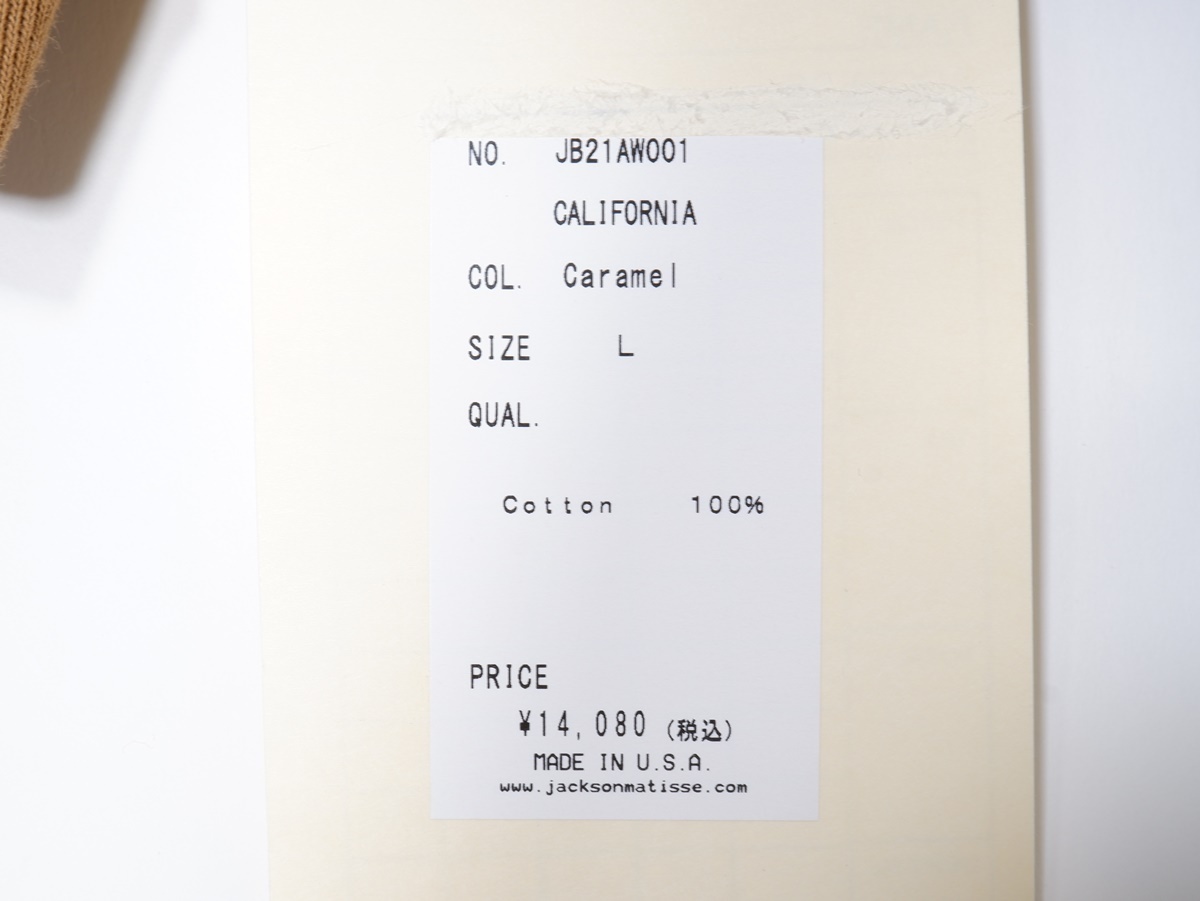 NO. JB21AW001
CALIFORNIA
COL. Caramel
SIZE L
QUAL.
Cotton 100%
PRICE
¥14,080 (税込)
MADE IN U.S.A.
www.jacksonmatisse.com